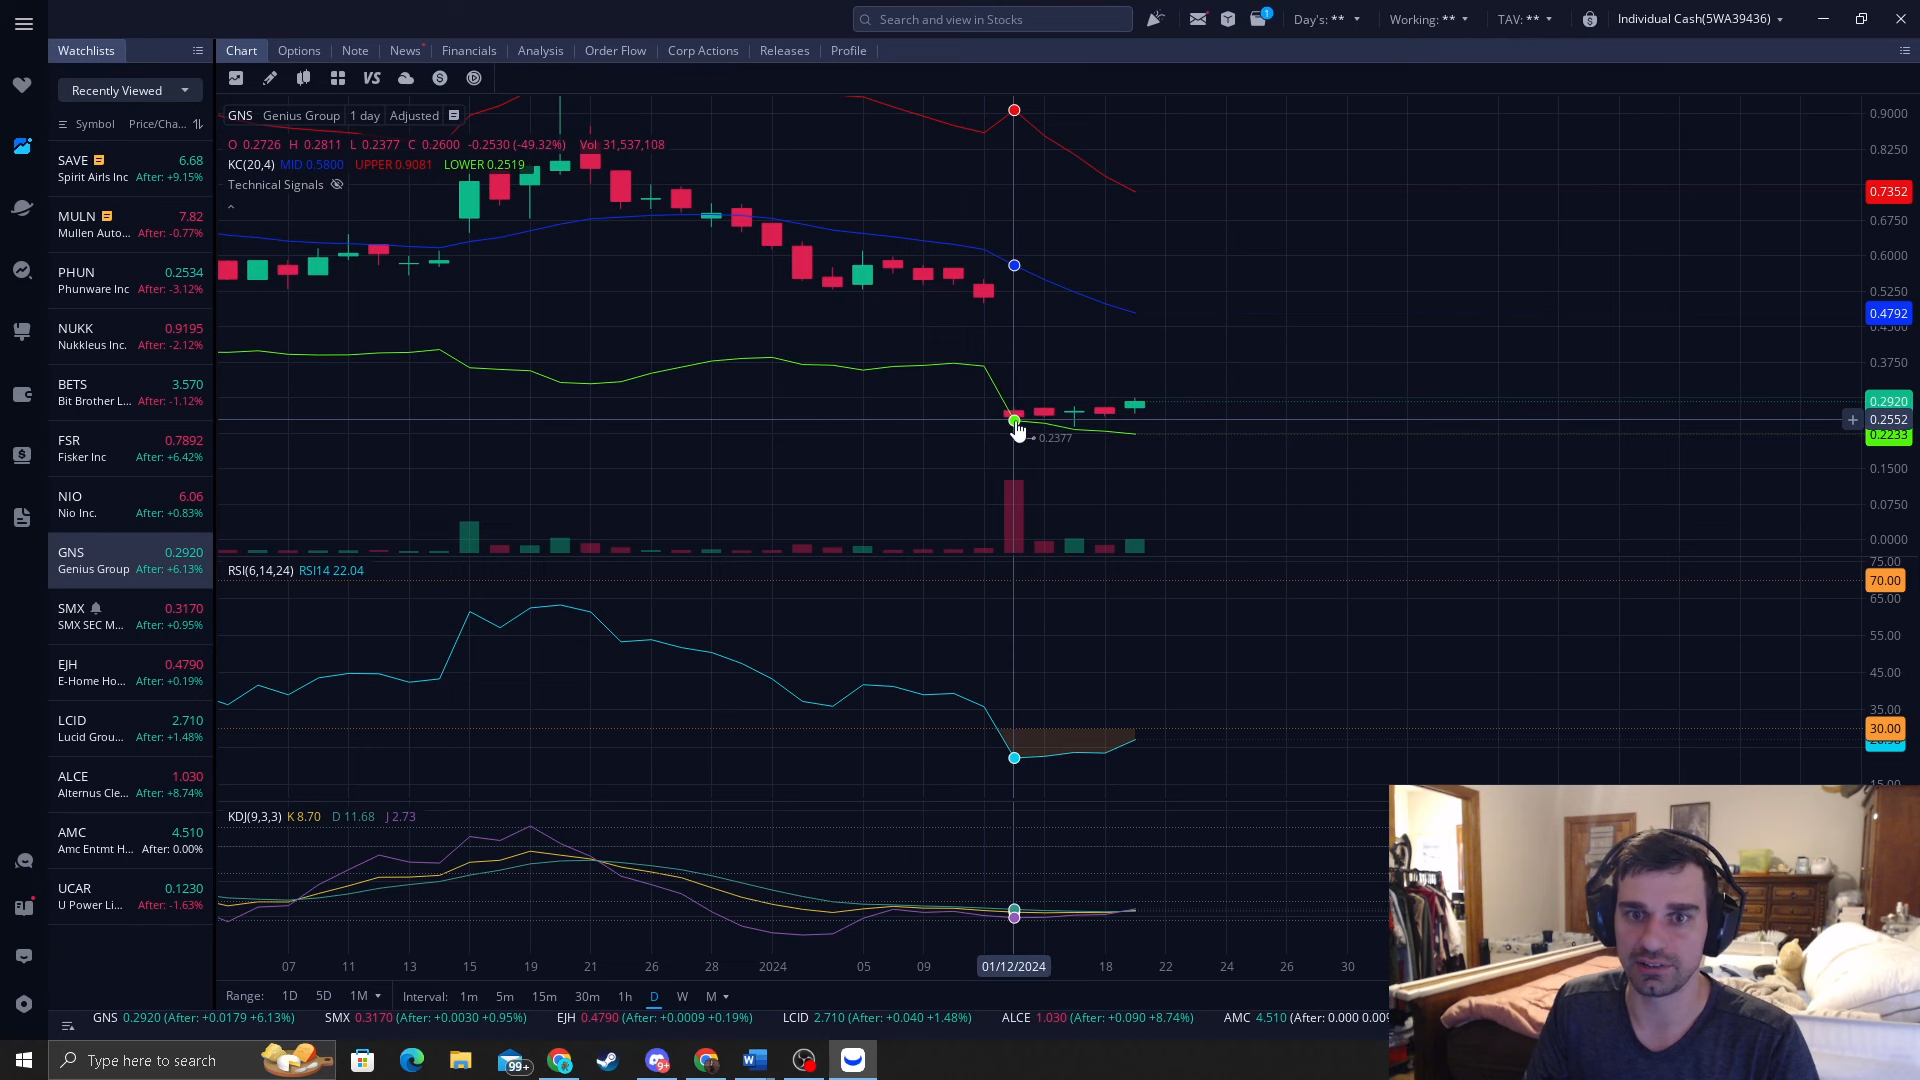 Search and view in Stocks
1
Day's: **
Working: **
TAV: **
Individual Cash(5WA39436)
Watchlists
Chart Options Note News Financials Analysis Order Flow Corp Actions Releases Profile
Recently Viewed
VS
Symbol Price/Cha...
SAVE 6.68
Spirit Airls Inc After: +9.15%
MULN 7.82
Mullen Auto... After: -0.77%
PHUN 0.2534
Phunware Inc After: -3.12%
NUKK 0.9195
Nukkleus Inc. After: -2.12%
BETS 3.570
Bit Brother L... After: -1.12%
FSR 0.7892
Fisker Inc After: +6.42%
NIO 6.06
Nio Inc. After: +0.83%
GNS 0.2920
Genius Group After: +6.13%
SMX 0.3170
SMX SEC M... After: +0.95%
EJH 0.4790
E-Home Ho... After: +0.19%
LCID 2.710
Lucid Grou... After: +1.48%
ALCE 1.030
Alternus Cle... After: +8.74%
AMC 4.510
Amc Entmt H... After: 0.00%
UCAR 0.1230
U Power Li... After: -1.63%
GNS Genius Group 1 day Adjusted
O 0.2726 H 0.2811 L 0.2377 C 0.2600 -0.2530 (-49.32%) Vol 31,537,108
KC(20,4) MID 0.5800 UPPER 0.9081 LOWER 0.2519
Technical Signals
0.9000
0.8250
0.7352
0.6750
0.6000
0.5250
0.4792
0.4500
0.3750
0.2920
0.2552
0.2233
0.2377
0.1500
0.0750
0.0000
RSI(6,14,24) RSI14 22.04
75.00
70.00
65.00
55.00
45.00
35.00
30.00
15.00
KDJ(9,3,3) K 8.70 D 11.68 J 2.73
07 11 13 15 19 21 26 28 2024 05 09 01/12/2024 18 22 24 26 30
Range: 1D 5D 1M Interval: 1m 5m 15m 30m 1h D W M
GNS 0.2920 (After: +0.0179 +6.13%) SMX 0.3170 (After: +0.0030 +0.95%) EJH 0.4790 (After: +0.0009 +0.19%) LCID 2.710 (After: +0.040 +1.48%) ALCE 1.030 (After: +0.090 +8.74%) AMC 4.510 (After: 0.000 0.00%
Type here to search
99+
9+